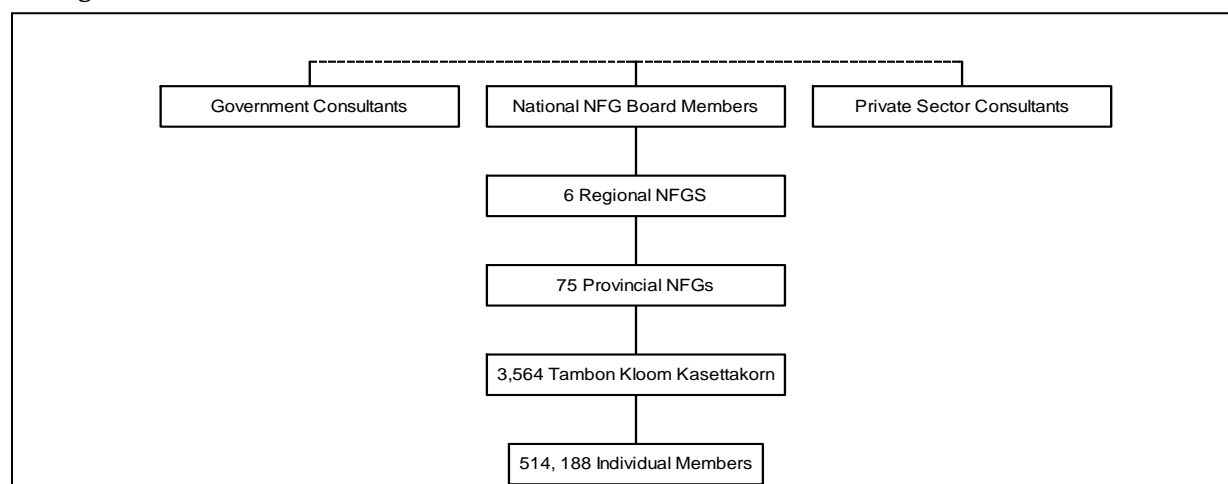 Government Consultants
National NFG Board Members
Private Sector Consultants
6 Regional NFGS
75 Provincial NFGs
3,564 Tambon Kloom Kasettakorn
514, 188 Individual Members